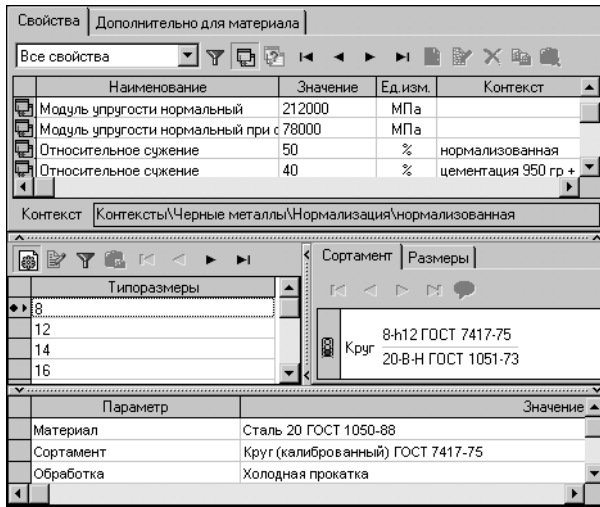 Свойства Дополнительно для материала
Все свойства
Наименование Значение Ед.изм. Контекст
Модуль упругости нормальный 212000 МПа
Модуль упругости нормальный при с 78000 МПа
Относительное сужение 50 % нормализованная
Относительное сужение 40 % цементация 950 гр +
Контекст Контексты\Черные металлы\Нормализация\нормализованная
Сортамент Размеры
Типоразмеры
8
12
14
16
Круг 8-h12 ГОСТ 7417-75
20-В-Н ГОСТ 1051-73
Параметр Значение
Материал Сталь 20 ГОСТ 1050-88
Сортамент Круг (калиброванный) ГОСТ 7417-75
Обработка Холодная прокатка